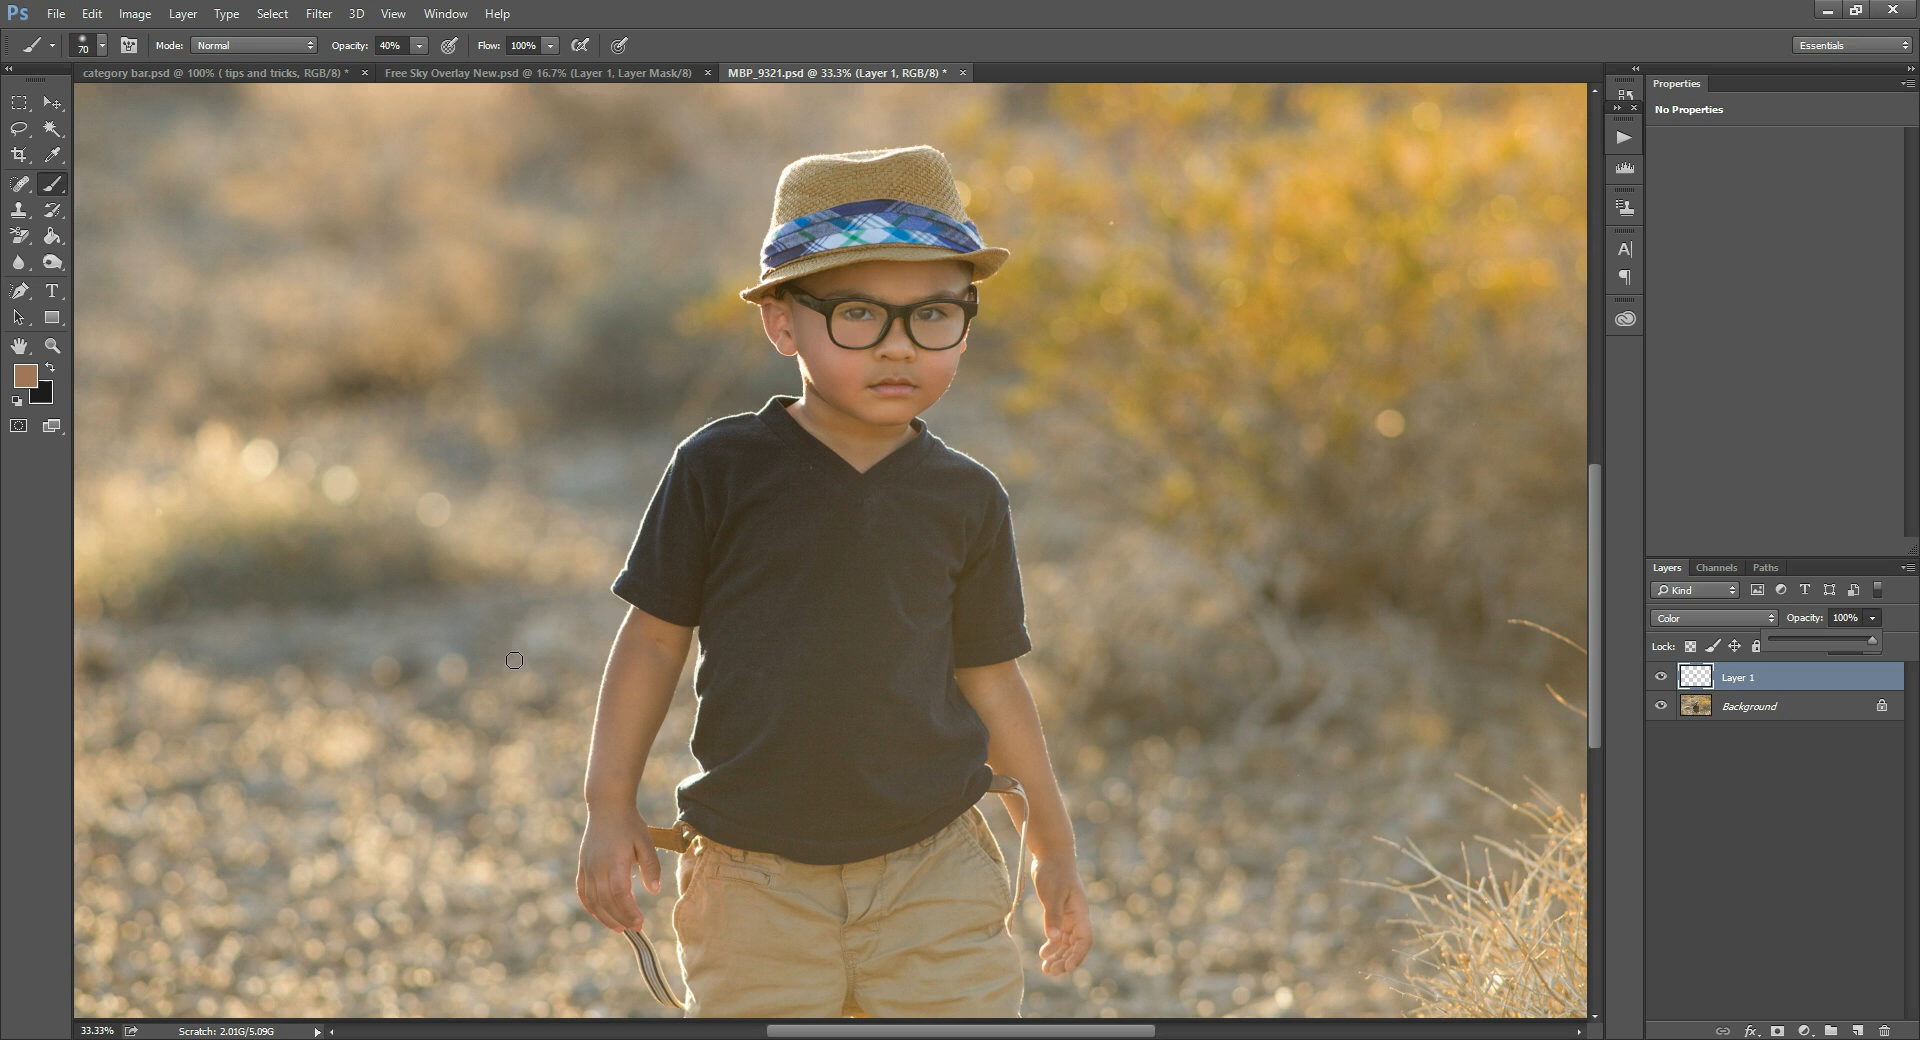 Ps File Edit Image Layer Type Select Filter 3D View Window Help
70 Mode: Normal Opacity: 40% Flow: 100% Essentials
category bar.psd @ 100% ( tips and tricks, RGB/8) * × Free Sky Overlay New.psd @ 16.7% (Layer 1, Layer Mask/8) × MBP_9321.psd @ 33.3% (Layer 1, RGB/8) * ×
Properties
No Properties
Layers Channels Paths
Kind
Color Opacity: 100%
Lock:
Layer 1
Background
33.33% Scratch: 2.01G/5.09G